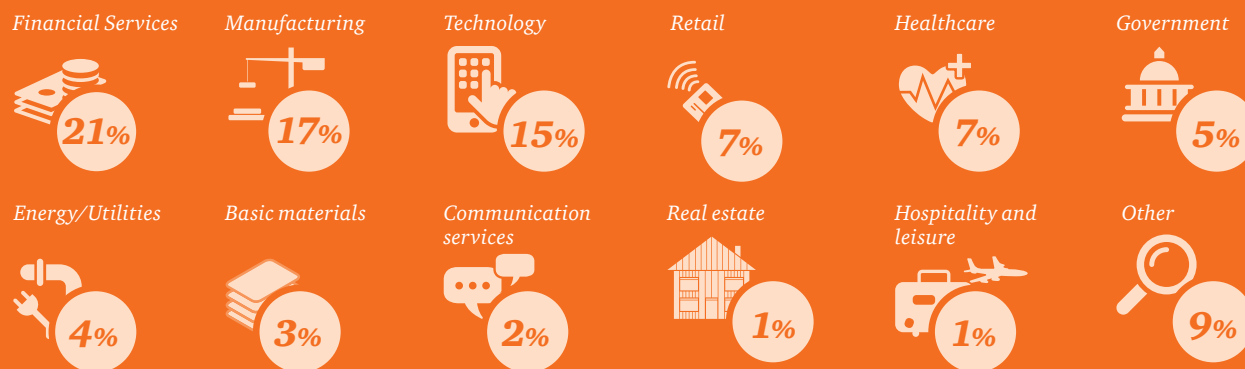 Financial Services
Manufacturing
Technology
Retail
Healthcare
Government
21%
17%
15%
7%
7%
5%
Energy/Utilities
Basic materials
Communication
services
Real estate
Hospitality and
leisure
Other
4%
3%
2%
1%
1%
9%